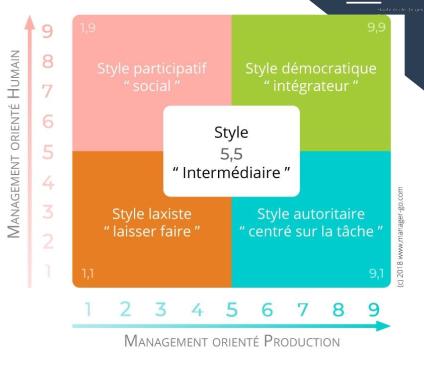 MANAGEMENT ORIENTÉ HUMAIN
9
8
7
6
5
4
3
2
1
1,9
9,9
Style participatif
“ social ”
Style démocratique
“ intégrateur ”
Style
5,5
“ Intermédiaire ”
Style laxiste
“ laisser faire ”
Style autoritaire
“ centré sur la tâche ”
1,1
9,1
1 2 3 4 5 6 7 8 9
MANAGEMENT ORIENTÉ PRODUCTION
(c) 2018 www.manager-go.com